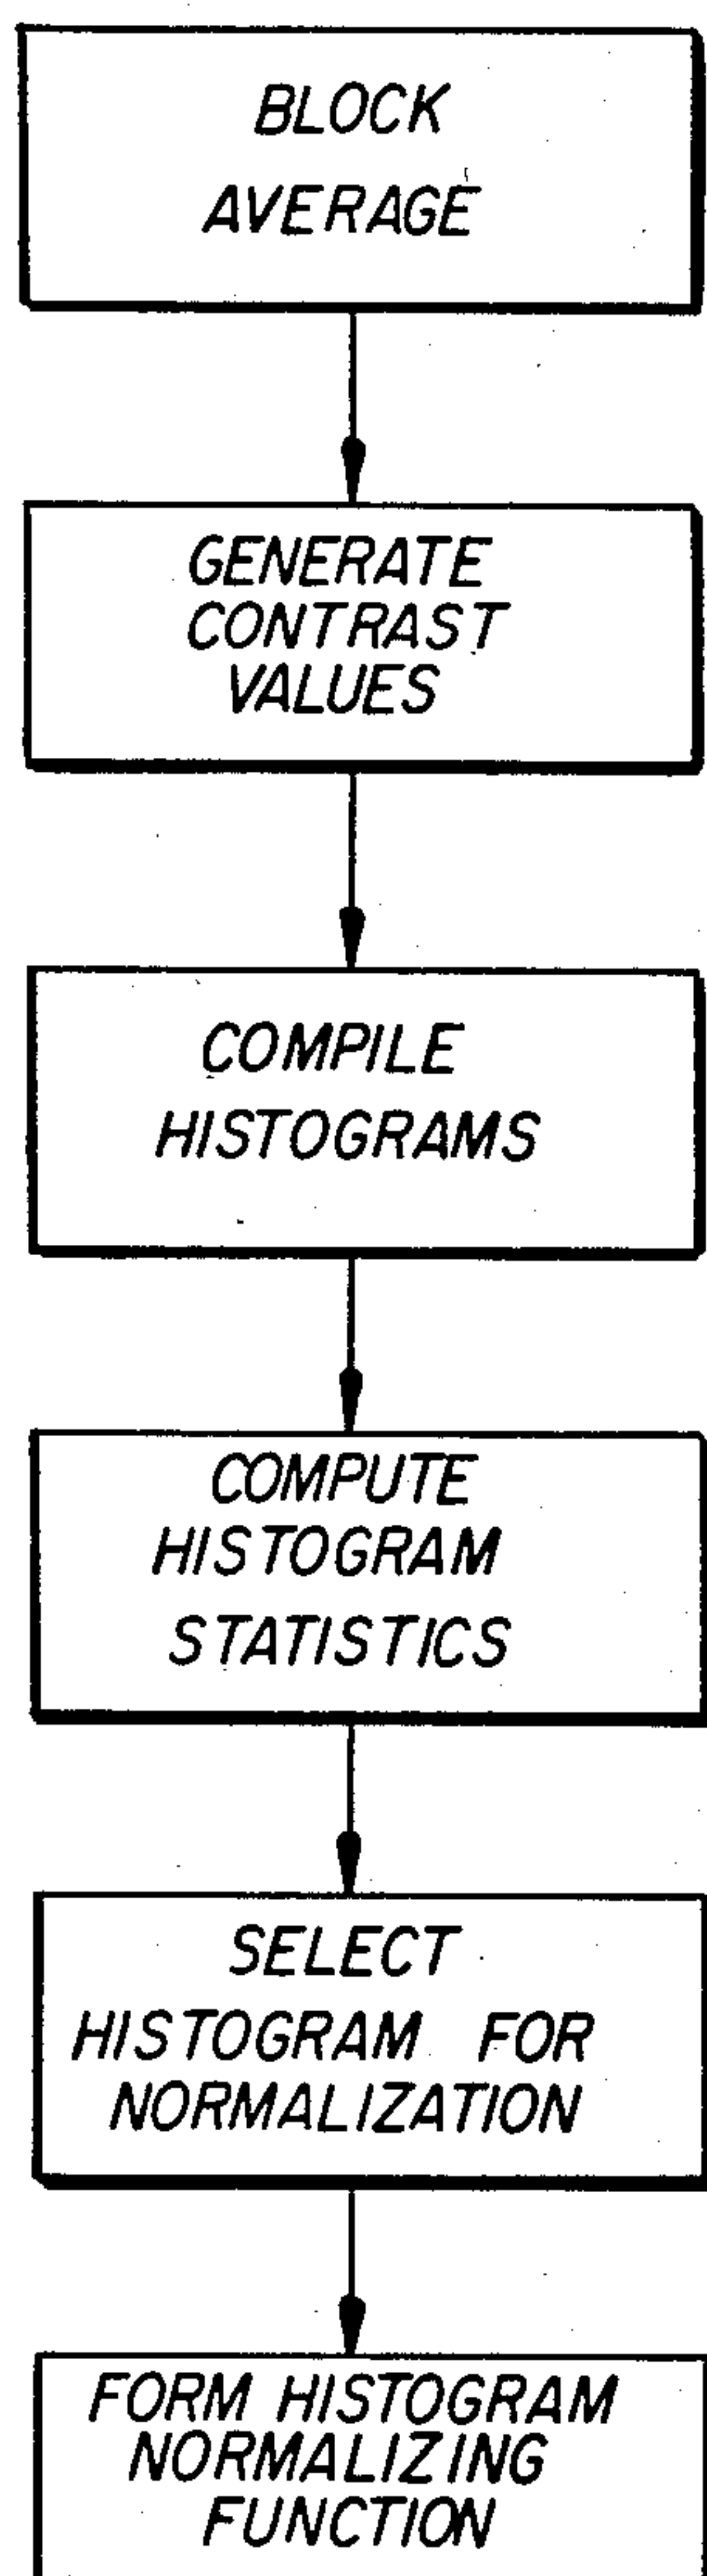 BLOCK
AVERAGE
GENERATE
CONTRAST
VALUES
COMPILE
HISTOGRAMS
COMPUTE
HISTOGRAM
STATISTICS
SELECT
HISTOGRAM FOR
NORMALIZATION
FORM HISTOGRAM
NORMALIZING
FUNCTION